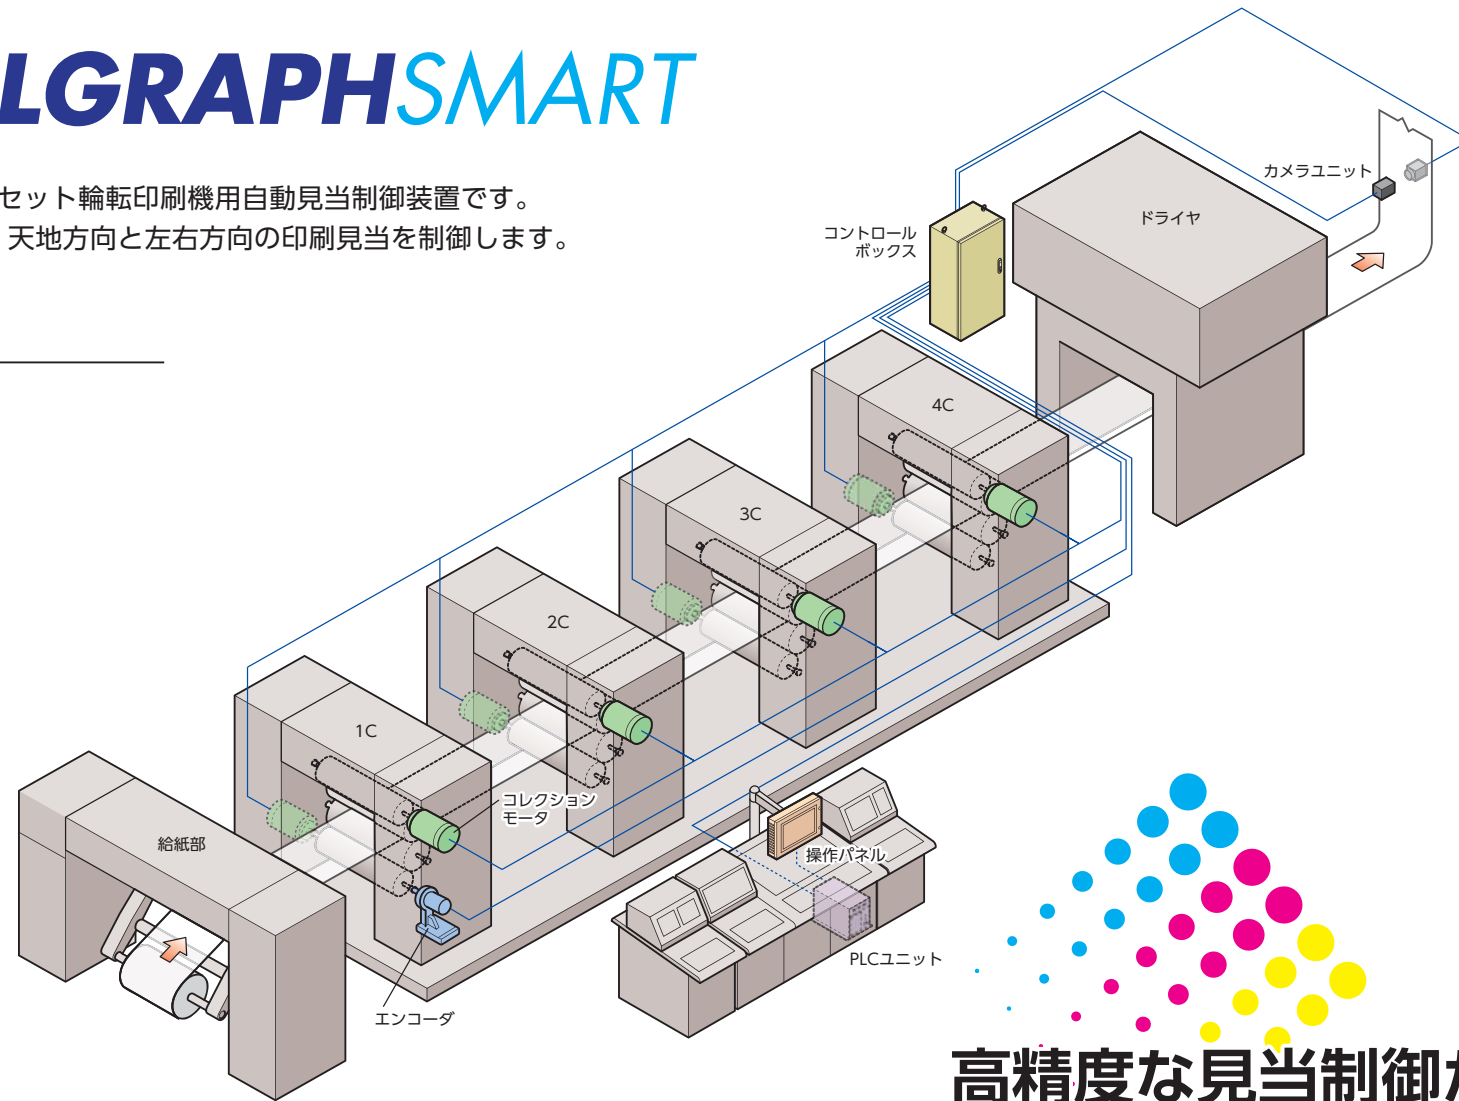 LGRAPHSMART
セット輪転印刷機用自動見当制御装置です。
天地方向と左右方向の印刷見当を制御します。
カメラユニット
ドライヤ
コントロール
ボックス
4C
3C
2C
1C
コレクション
モータ
給紙部
操作パネル
PLCユニット
エンコーダ
高精度な見当制御が